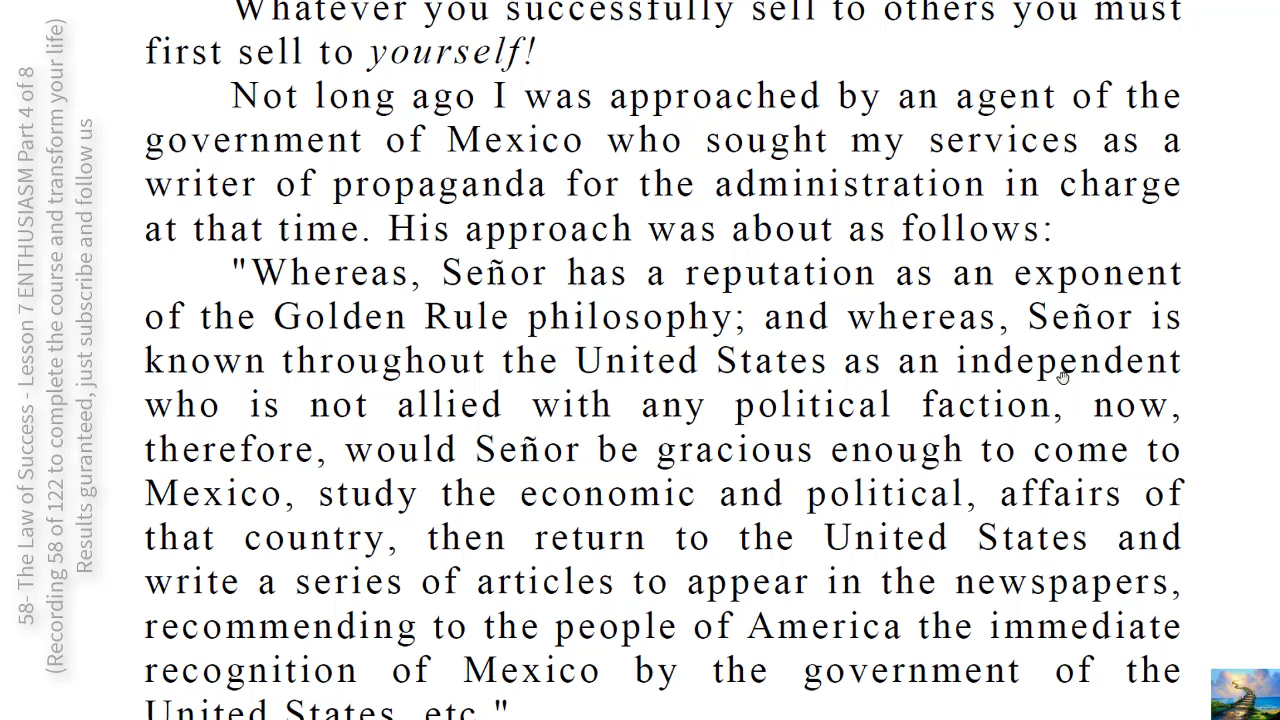 Whatever you successfully sell to others you must
first sell to yourself!
Not long ago I was approached by an agent of the
government of Mexico who sought my services as a
writer of propaganda for the administration in charge
at that time. His approach was about as follows:
"Whereas, Señor has a reputation as an exponent
of the Golden Rule philosophy; and whereas, Señor is
known throughout the United States as an independent
who is not allied with any political faction, now,
therefore, would Señor be gracious enough to come to
Mexico, study the economic and political, affairs of
that country, then return to the United States and
write a series of articles to appear in the newspapers,
recommending to the people of America the immediate
recognition of Mexico by the government of the
United States, etc."
58- The Law of Success - Lesson 7 ENTHUSIASM Part 4 of 8
(Recording 58 of 122 to complete the course and transform your life)
Results guranteed, just subscribe and follow us